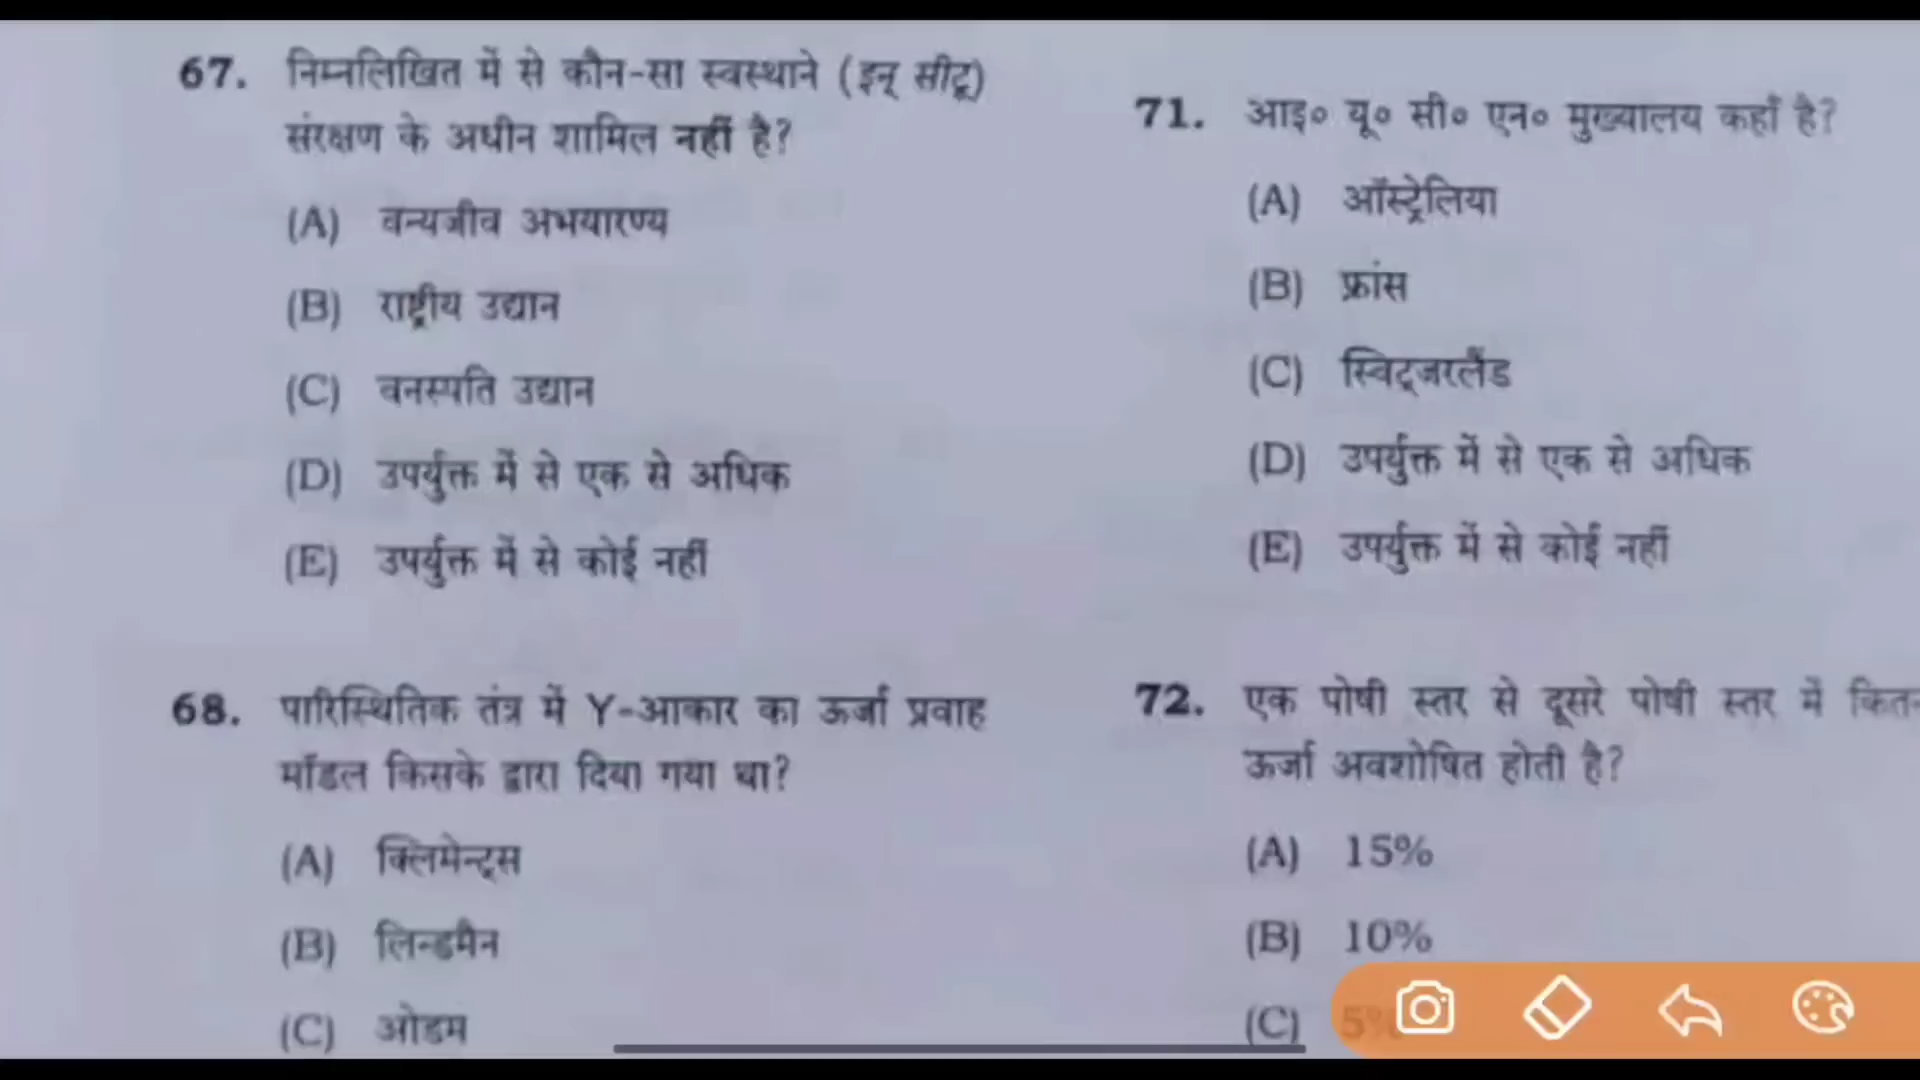 67. निम्नलिखित में से कौन-सा स्वस्थाने (इन् सीटू)
संरक्षण के अधीन शामिल नहीं है?
(A) वन्यजीव अभयारण्य
(B) राष्ट्रीय उद्यान
(C) वनस्पति उद्यान
(D) उपर्युक्त में से एक से अधिक
(E) उपर्युक्त में से कोई नहीं
68. पारिस्थितिक तंत्र में Y-आकार का ऊर्जा प्रवाह
मॉडल किसके द्वारा दिया गया था?
(A) क्लिमेन्ट्स
(B) लिन्डमैन
(C) ओडम
71. आइ० यू० सी० एन० मुख्यालय कहाँ है?
(A) ऑस्ट्रेलिया
(B) फ्रांस
(C) स्विट्जरलैंड
(D) उपर्युक्त में से एक से अधिक
(E) उपर्युक्त में से कोई नहीं
72. एक पोषी स्तर से दूसरे पोषी स्तर में
ऊर्जा अवशोषित होती है?
(A) 15%
(B) 10%
(C) 5%